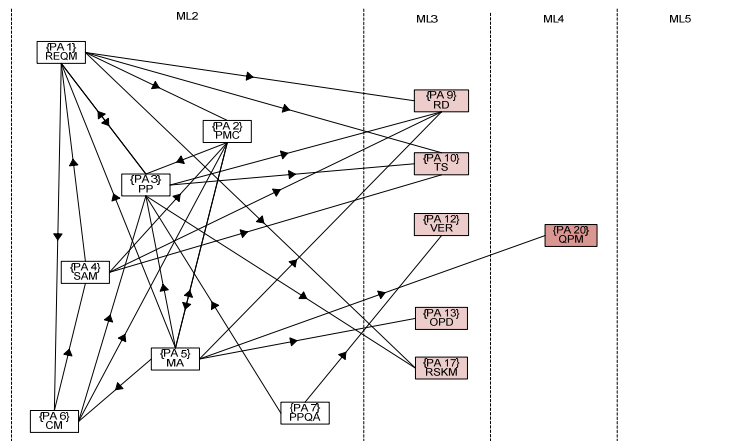 ML2
ML3
ML4
ML5
{PA 1}
REQM
{PA 2}
PMC
{PA 3}
PP
{PA 4}
SAM
{PA 5}
MA
{PA 6}
CM
{PA 7}
PPQA
{PA 9}
RD
{PA 10}
TS
{PA 12}
VER
{PA 13}
OPD
{PA 17}
RSKM
{PA 20}
QPM